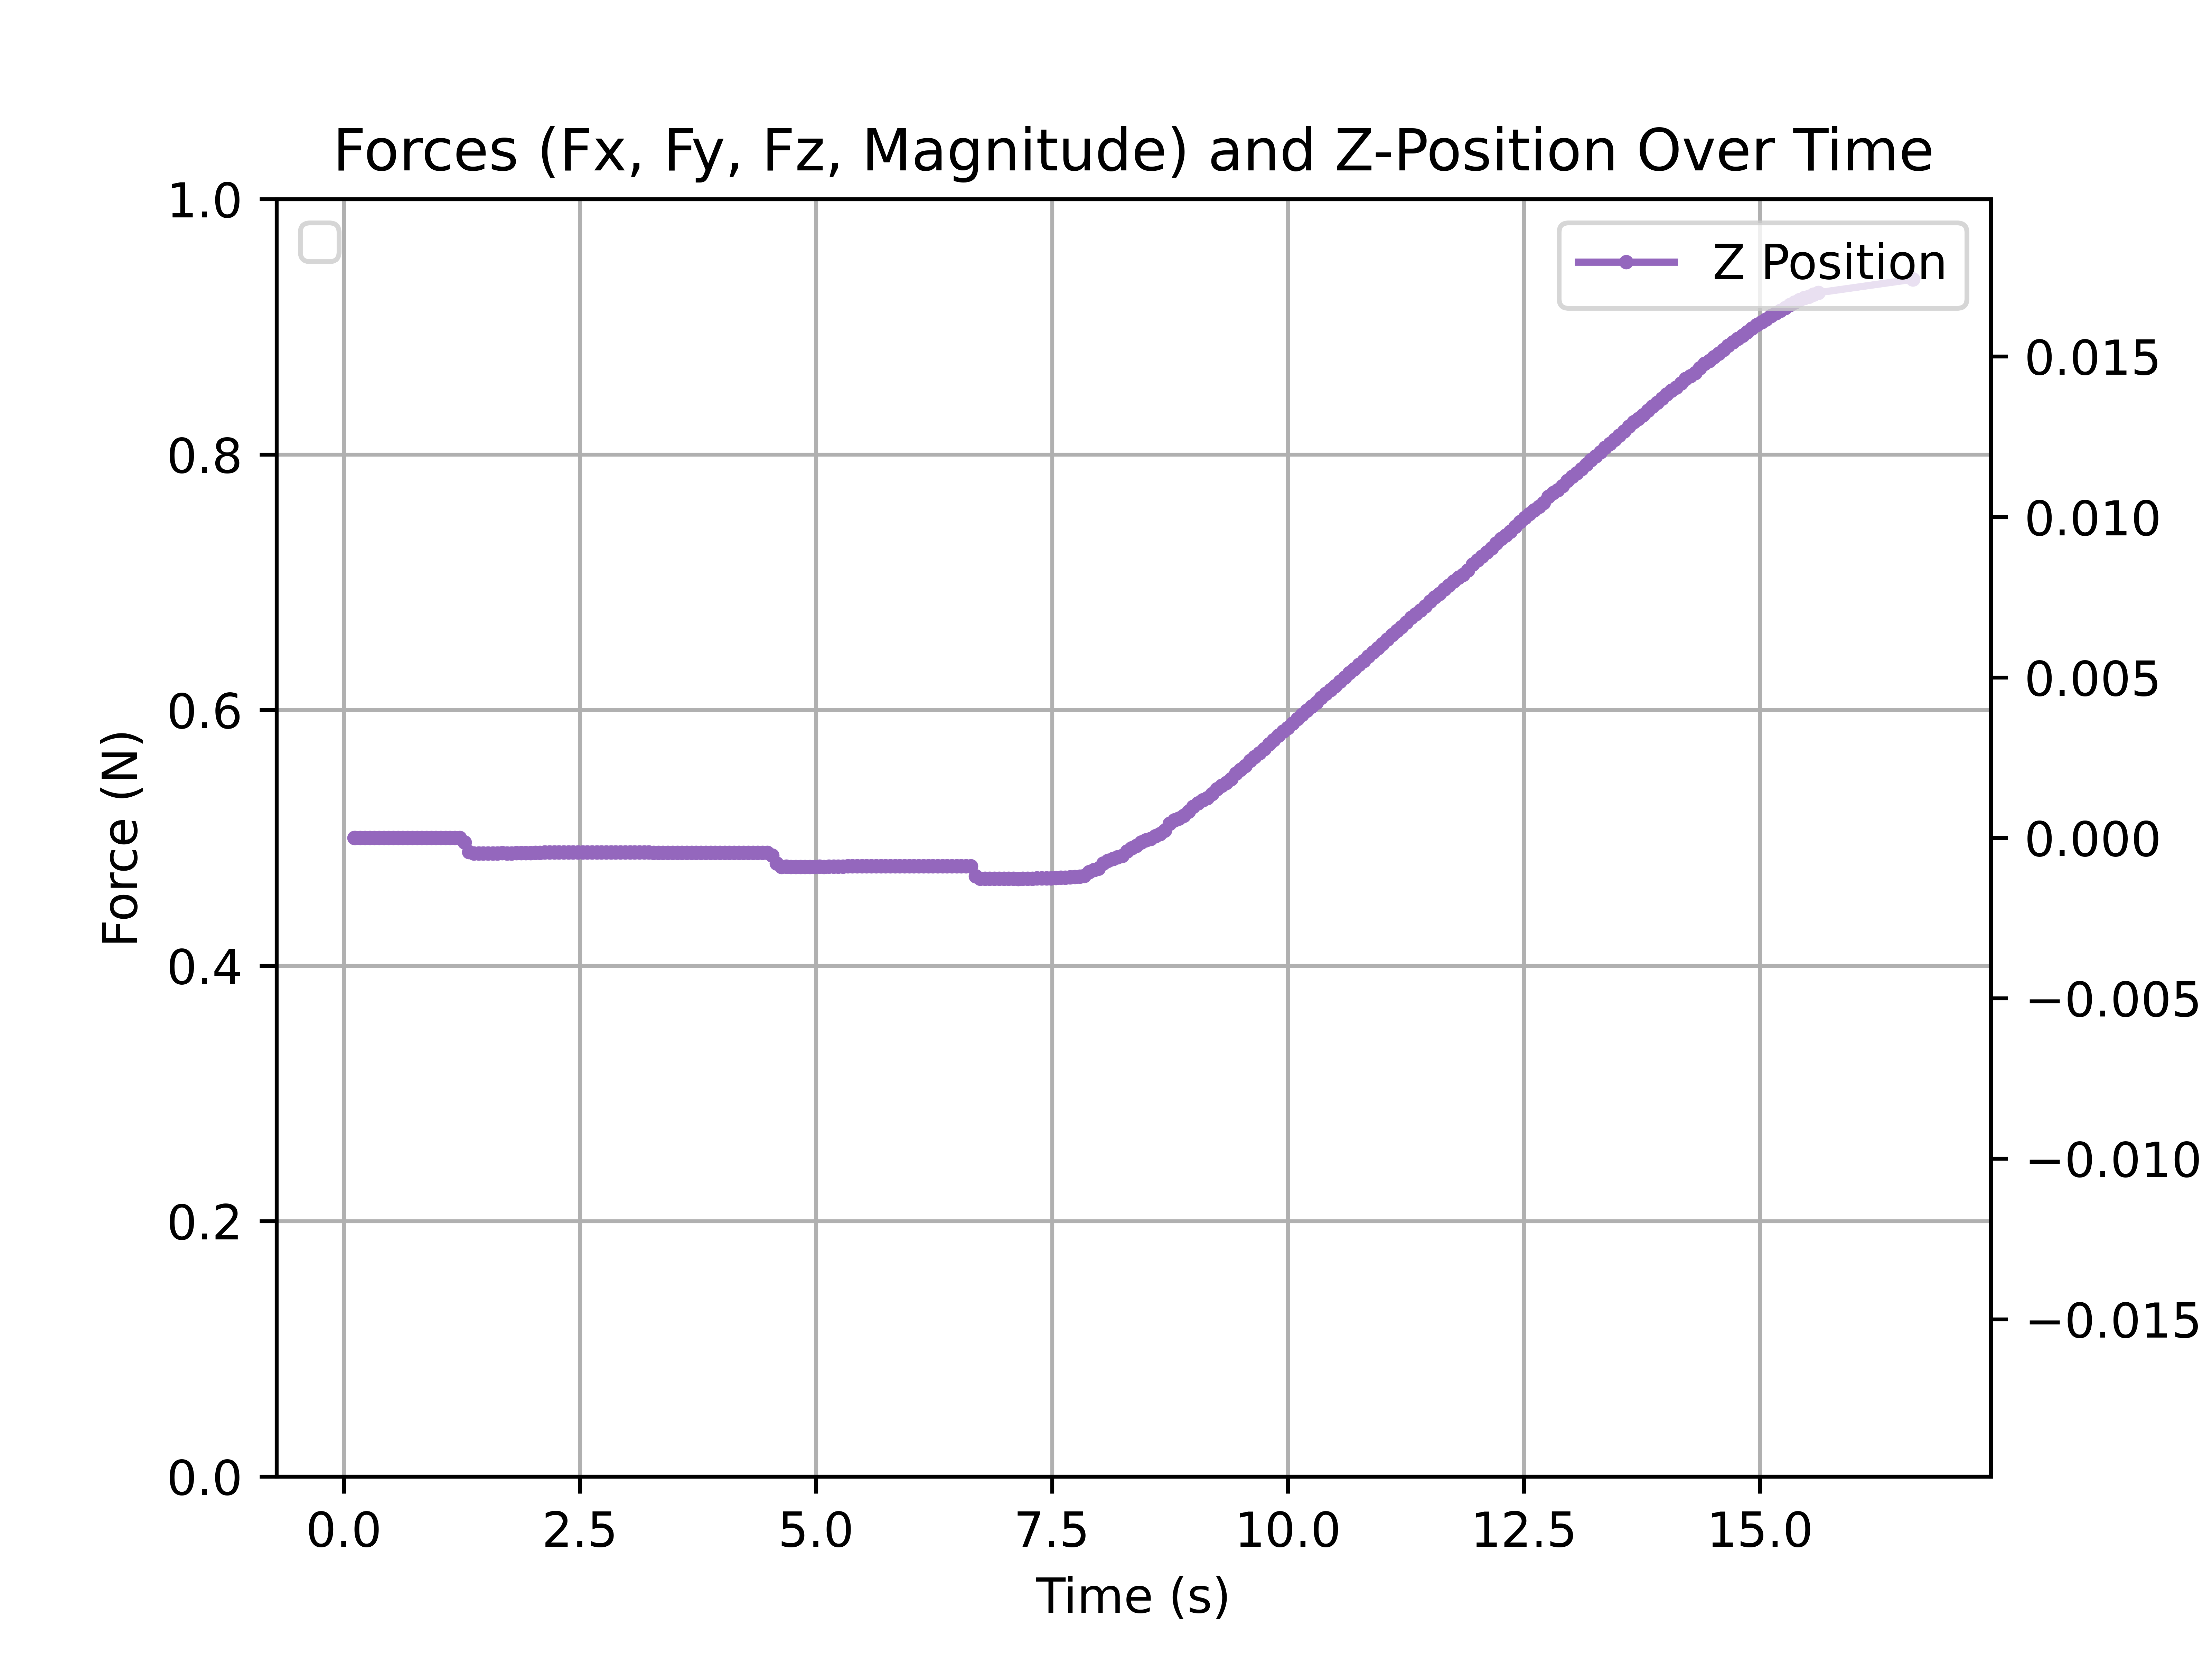 Forces (Fx, Fy, Fz, Magnitude) and Z-Position Over Time
Z Position
Force (N)
1.0
0.8
0.6
0.4
0.2
0.0
0.015
0.010
0.005
0.000
−0.005
−0.010
−0.015
0.0 2.5 5.0 7.5 10.0 12.5 15.0
Time (s)